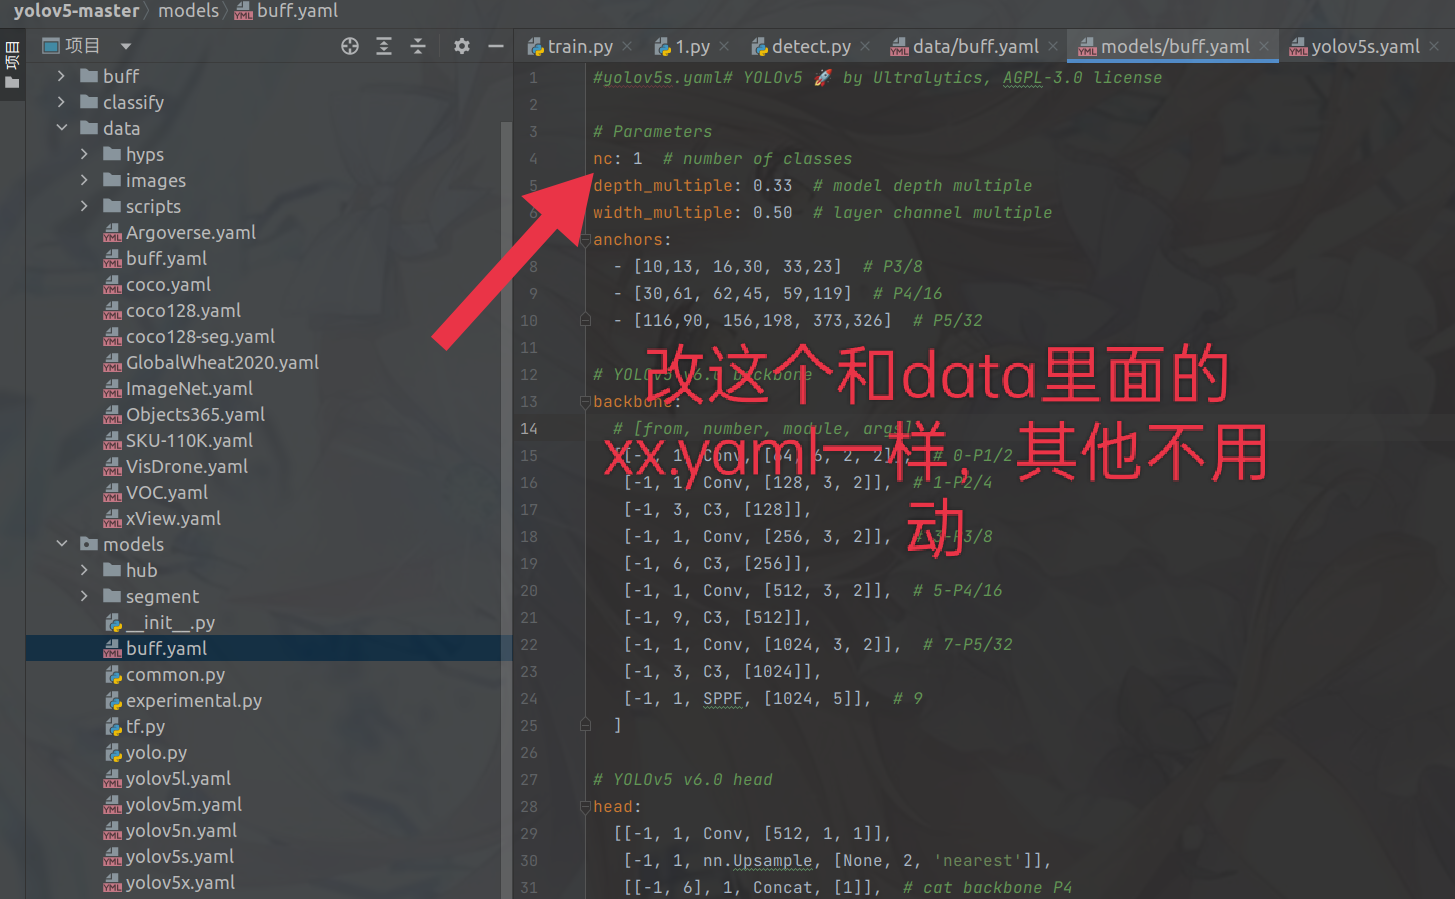 yolov5-master models buff.yaml
项目
项目
train.py 1.py detect.py data/buff.yaml models/buff.yaml yolov5s.yaml
buff
classify
data
hyps
images
scripts
Argoverse.yaml
buff.yaml
coco.yaml
coco128.yaml
coco128-seg.yaml
GlobalWheat2020.yaml
ImageNet.yaml
Objects365.yaml
SKU-110K.yaml
VisDrone.yaml
VOC.yaml
xView.yaml
models
hub
segment
__init__.py
buff.yaml
common.py
experimental.py
tf.py
yolo.py
yolov5l.yaml
yolov5m.yaml
yolov5n.yaml
yolov5s.yaml
yolov5x.yaml
1 #yolov5s.yaml# YOLOv5 🚀 by Ultralytics, AGPL-3.0 license
2
3 # Parameters
4 nc: 1  # number of classes
5 depth_multiple: 0.33  # model depth multiple
6 width_multiple: 0.50  # layer channel multiple
anchors:
8 - [10,13, 16,30, 33,23]  # P3/8
9 - [30,61, 62,45, 59,119]  # P4/16
10 - [116,90, 156,198, 373,326]  # P5/32
11
12 # YOLOv5 v6.0 backbone
13 backbone:
14 # [from, number, module, args]
15 [[-1, 1, Conv, [64, 6, 2, 2]],  # 0-P1/2
16 [-1, 1, Conv, [128, 3, 2]],  # 1-P2/4
17 [-1, 3, C3, [128]],
18 [-1, 1, Conv, [256, 3, 2]],  # 3-P3/8
19 [-1, 6, C3, [256]],
20 [-1, 1, Conv, [512, 3, 2]],  # 5-P4/16
21 [-1, 9, C3, [512]],
22 [-1, 1, Conv, [1024, 3, 2]],  # 7-P5/32
23 [-1, 3, C3, [1024]],
24 [-1, 1, SPPF, [1024, 5]],  # 9
25 ]
26
27 # YOLOv5 v6.0 head
28 head:
29 [[-1, 1, Conv, [512, 1, 1]],
30 [-1, 1, nn.Upsample, [None, 2, 'nearest']],
31 [[-1, 6], 1, Concat, [1]],  # cat backbone P4
改这个和data里面的
xx.yaml一样，其他不用
动